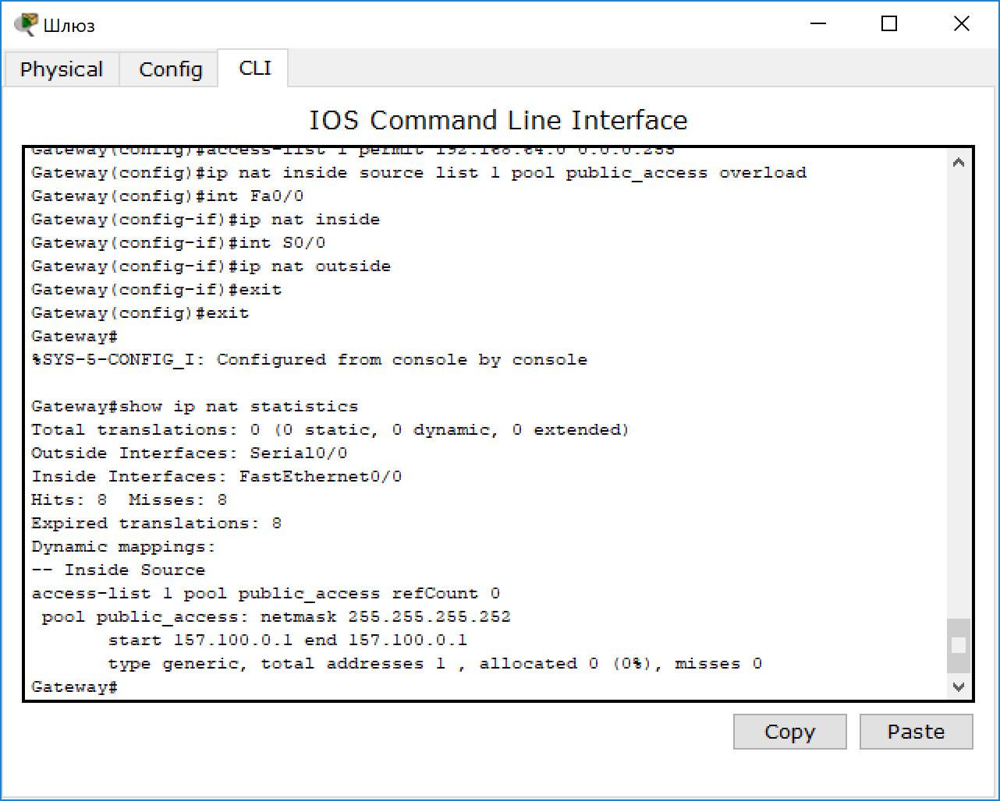 Шлюз
Physical Config CLI
IOS Command Line Interface
Gateway(config)#access-list 1 permit 192.168.64.0 0.0.0.255
Gateway(config)#ip nat inside source list 1 pool public_access overload
Gateway(config)#int Fa0/0
Gateway(config-if)#ip nat inside
Gateway(config-if)#int S0/0
Gateway(config-if)#ip nat outside
Gateway(config-if)#exit
Gateway(config)#exit
Gateway#
%SYS-5-CONFIG_I: Configured from console by console
Gateway#show ip nat statistics
Total translations: 0 (0 static, 0 dynamic, 0 extended)
Outside Interfaces: Serial0/0
Inside Interfaces: FastEthernet0/0
Hits: 8  Misses: 8
Expired translations: 8
Dynamic mappings:
-- Inside Source
access-list 1 pool public_access refCount 0
pool public_access: netmask 255.255.255.252
start 157.100.0.1 end 157.100.0.1
type generic, total addresses 1 , allocated 0 (0%), misses 0
Gateway#
Copy Paste